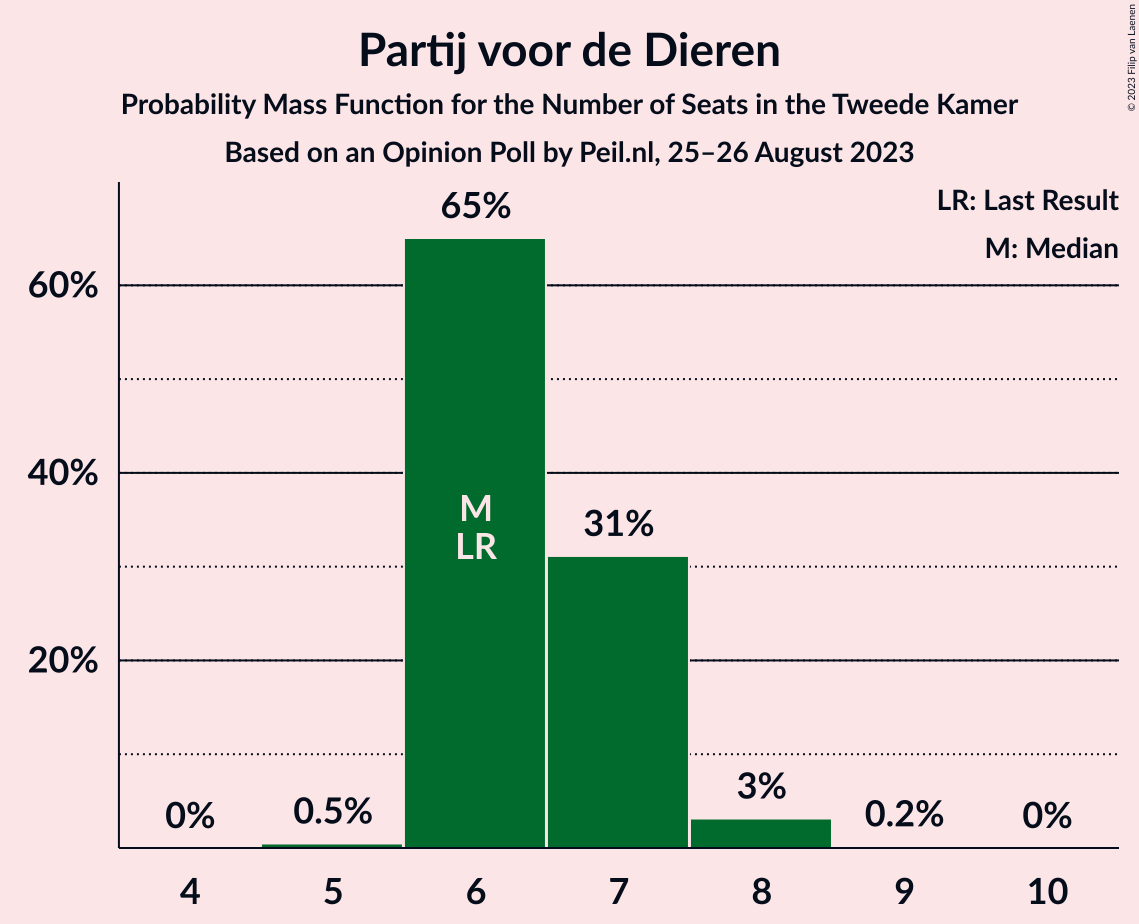 Partij voor de Dieren
Probability Mass Function for the Number of Seats in the Tweede Kamer
Based on an Opinion Poll by Peil.nl, 25–26 August 2023
© 2023 Filip van Laenen
LR: Last Result
M: Median
60%
40%
20%
0%
0.5%
65%
M
LR
31%
3%
0.2%
0%
4 5 6 7 8 9 10